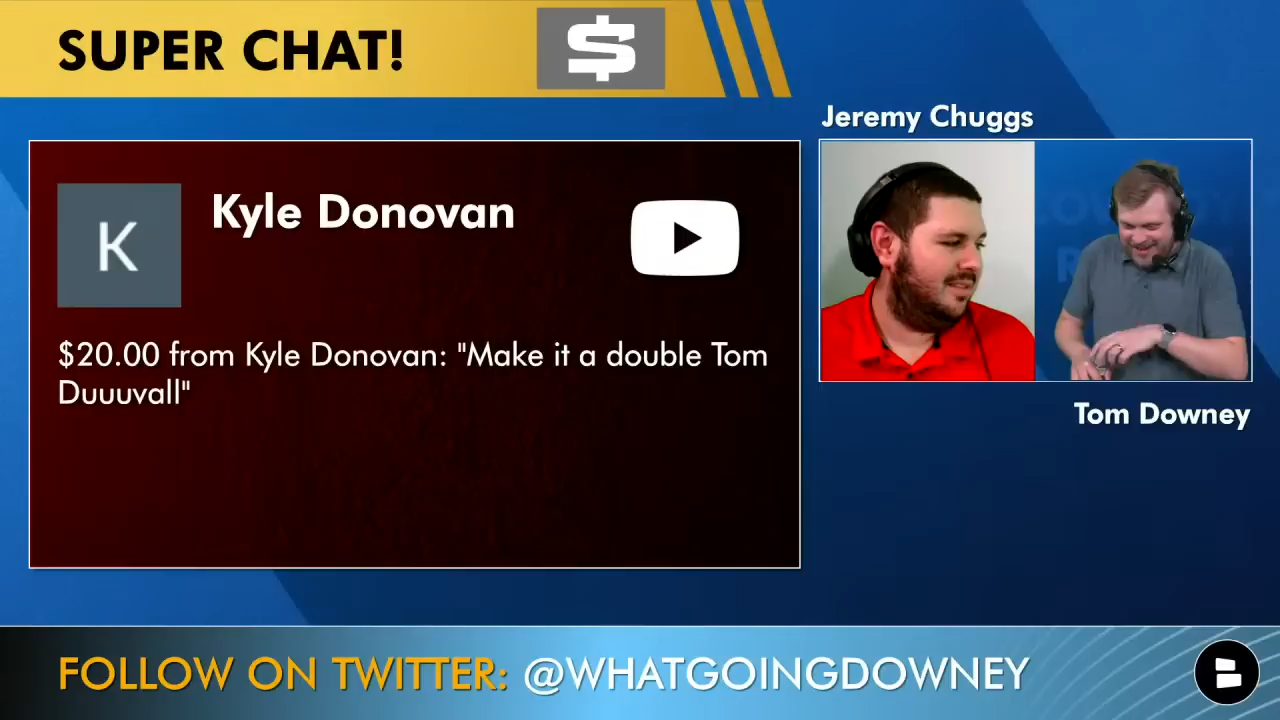 SUPER CHAT!
$
Jeremy Chuggs
K
Kyle Donovan
$20.00 from Kyle Donovan: "Make it a double Tom
Duuuvall"
Tom Downey
FOLLOW ON TWITTER: @WHATGOINGDOWNEY